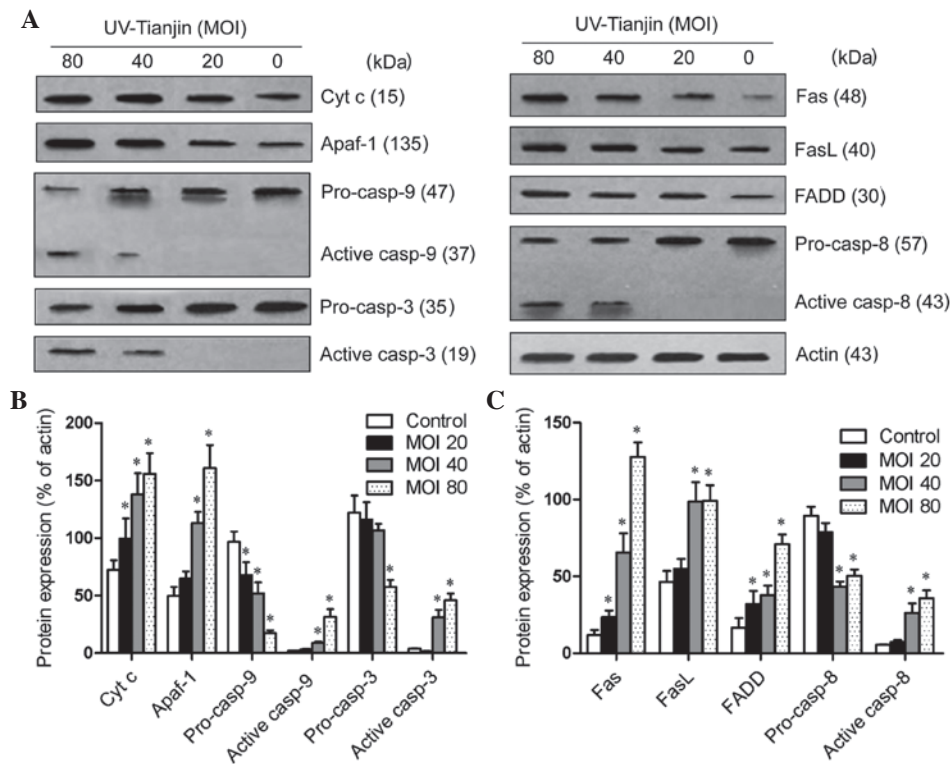 A
UV-Tianjin (MOI)
80 40 20 0 (kDa)
Cyt c (15)
Apaf-1 (135)
Pro-casp-9 (47)
Active casp-9 (37)
Pro-casp-3 (35)
Active casp-3 (19)
UV-Tianjin (MOI)
80 40 20 0 (kDa)
Fas (48)
FasL (40)
FADD (30)
Pro-casp-8 (57)
Active casp-8 (43)
Actin (43)
B
Protein expression (% of actin)
200
150
100
50
0
Control
MOI 20
MOI 40
MOI 80
* * * * * * * * * * * * *
Cyt c
Apaf-1
Pro-casp-9
Active casp-9
Pro-casp-3
Active casp-3
C
Protein expression (% of actin)
150
100
50
0
Control
MOI 20
MOI 40
MOI 80
* * * * * * * * * * * *
Fas
FasL
FADD
Pro-casp-8
Active casp-8